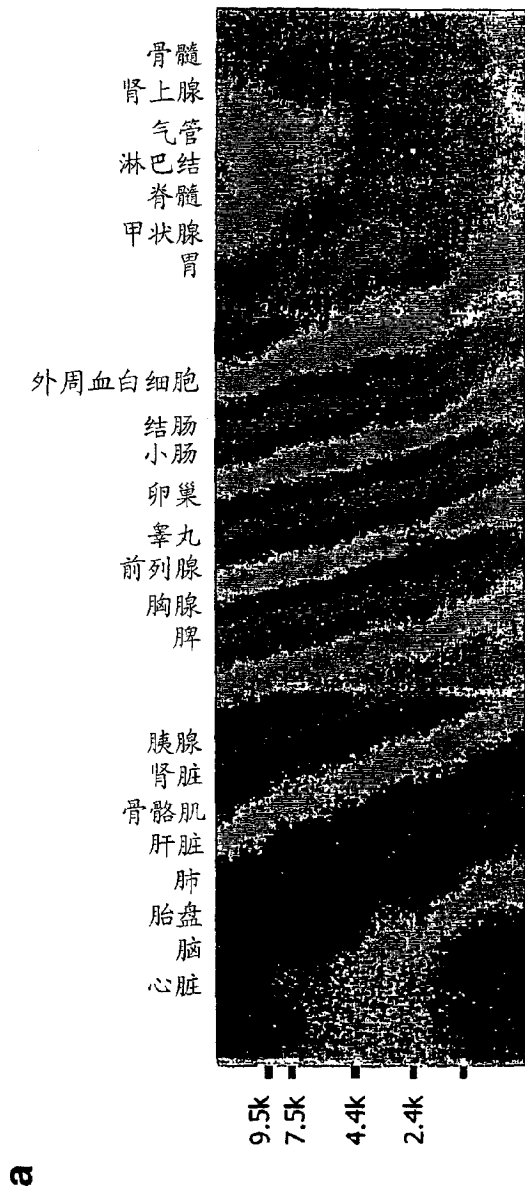 骨髓
肾上腺
气管
淋巴结
脊髓
甲状腺
胃
外周血白细胞
结肠
小肠
卵巢
睾丸
前列腺
胸腺
脾
胰腺
肾脏
骨骼肌
肝脏
肺
胎盘
脑
心脏
9.5k
7.5k
4.4k
2.4k
a